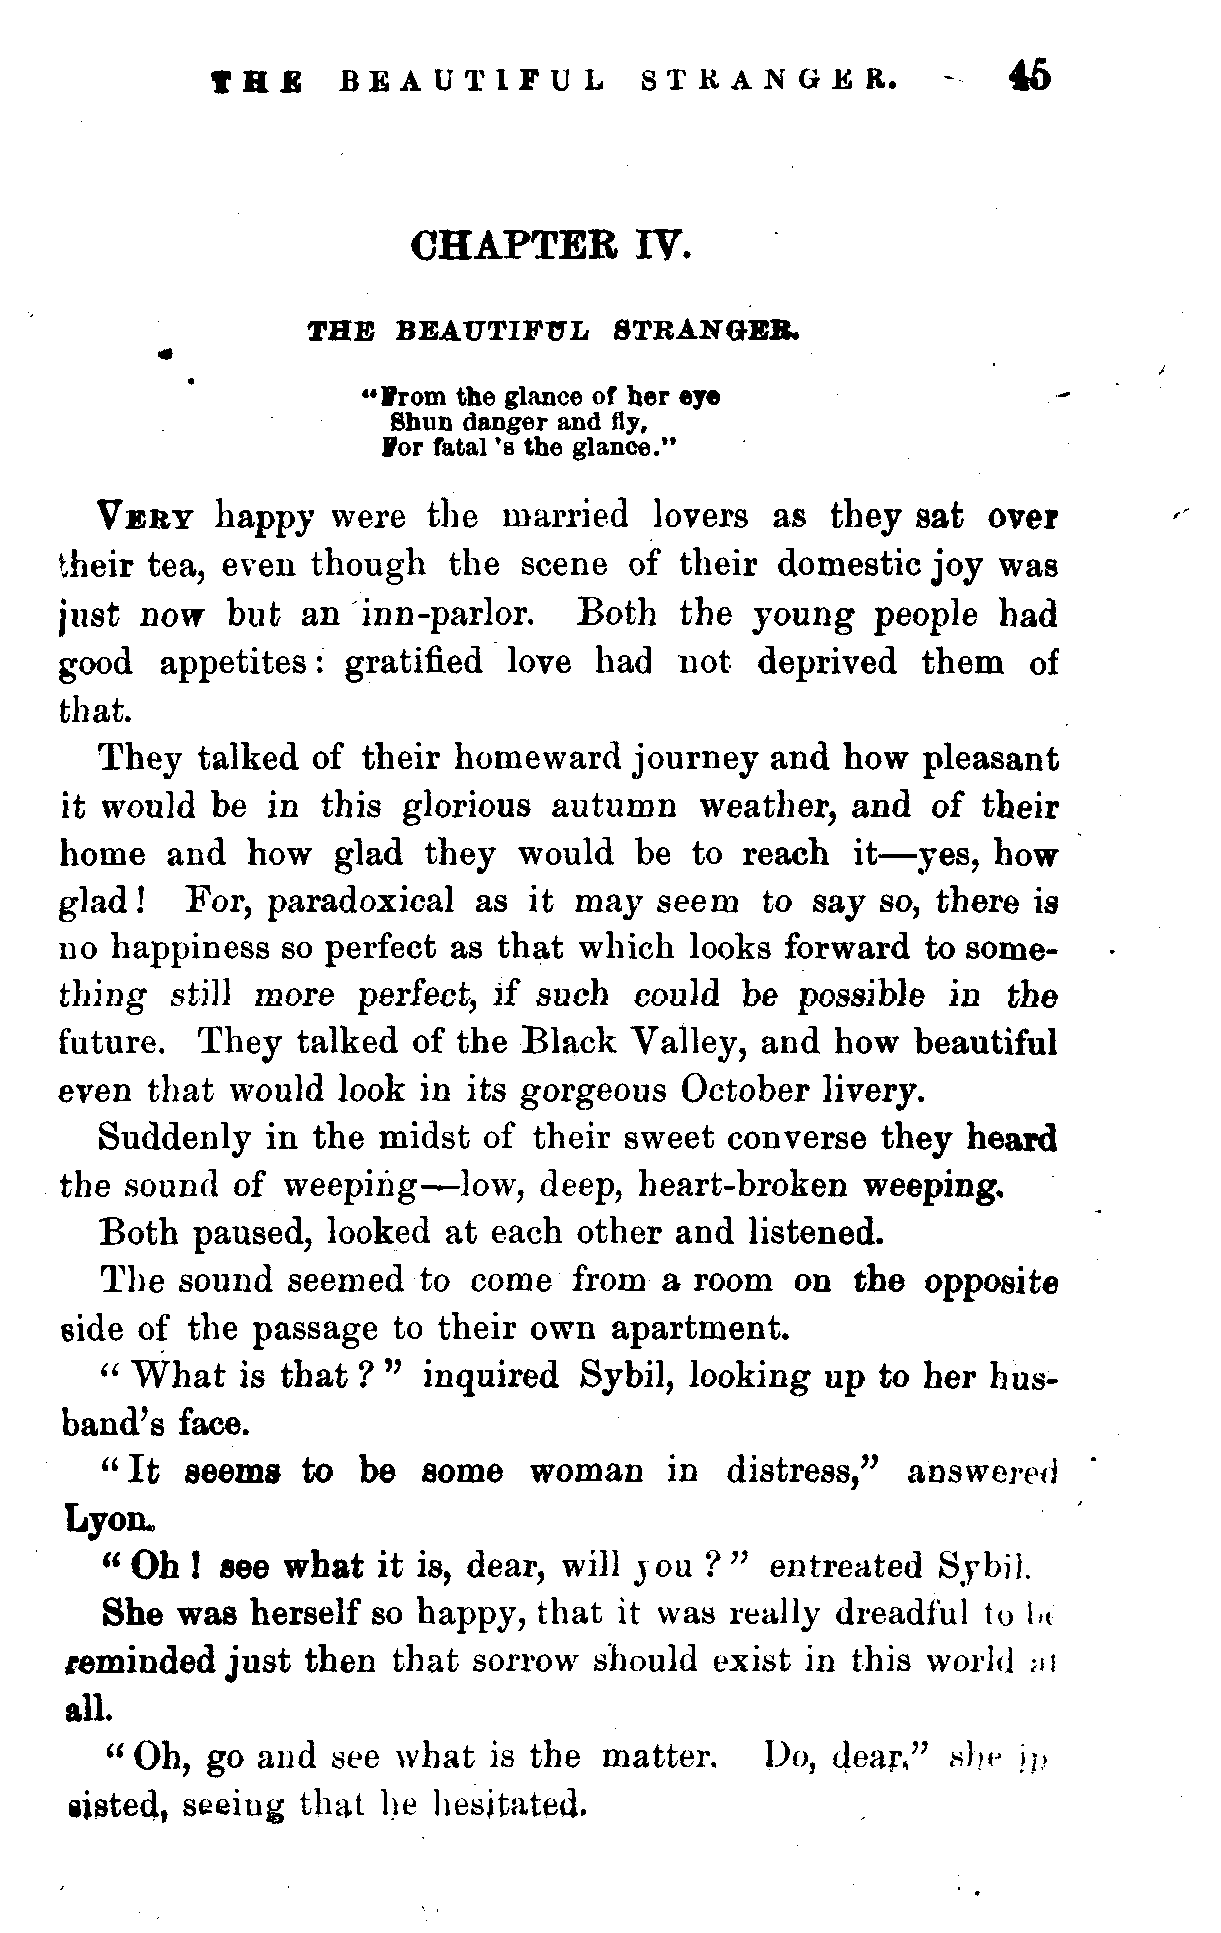 THE BEAUTIFUL STRANGER. 45
CHAPTER IV.
THE BEAUTIFUL STRANGER.
"From the glance of her eye
Shun danger and fly,
For fatal 's the glance."
VERY happy were the married lovers as they sat over
their tea, even though the scene of their domestic joy was
just now but an inn-parlor. Both the young people had
good appetites: gratified love had not deprived them of
that.
They talked of their homeward journey and how pleasant
it would be in this glorious autumn weather, and of their
home and how glad they would be to reach it—yes, how
glad! For, paradoxical as it may seem to say so, there is
no happiness so perfect as that which looks forward to some-
thing still more perfect, if such could be possible in the
future. They talked of the Black Valley, and how beautiful
even that would look in its gorgeous October livery.
Suddenly in the midst of their sweet converse they heard
the sound of weeping—low, deep, heart-broken weeping.
Both paused, looked at each other and listened.
The sound seemed to come from a room on the opposite
side of the passage to their own apartment.
"What is that?" inquired Sybil, looking up to her hus-
band's face.
"It seems to be some woman in distress," answered
Lyon.
"Oh! see what it is, dear, will you?" entreated Sybil.
She was herself so happy, that it was really dreadful to be
reminded just then that sorrow should exist in this world at
all.
"Oh, go and see what is the matter. Do, dear," she in
sisted, seeing that he hesitated.